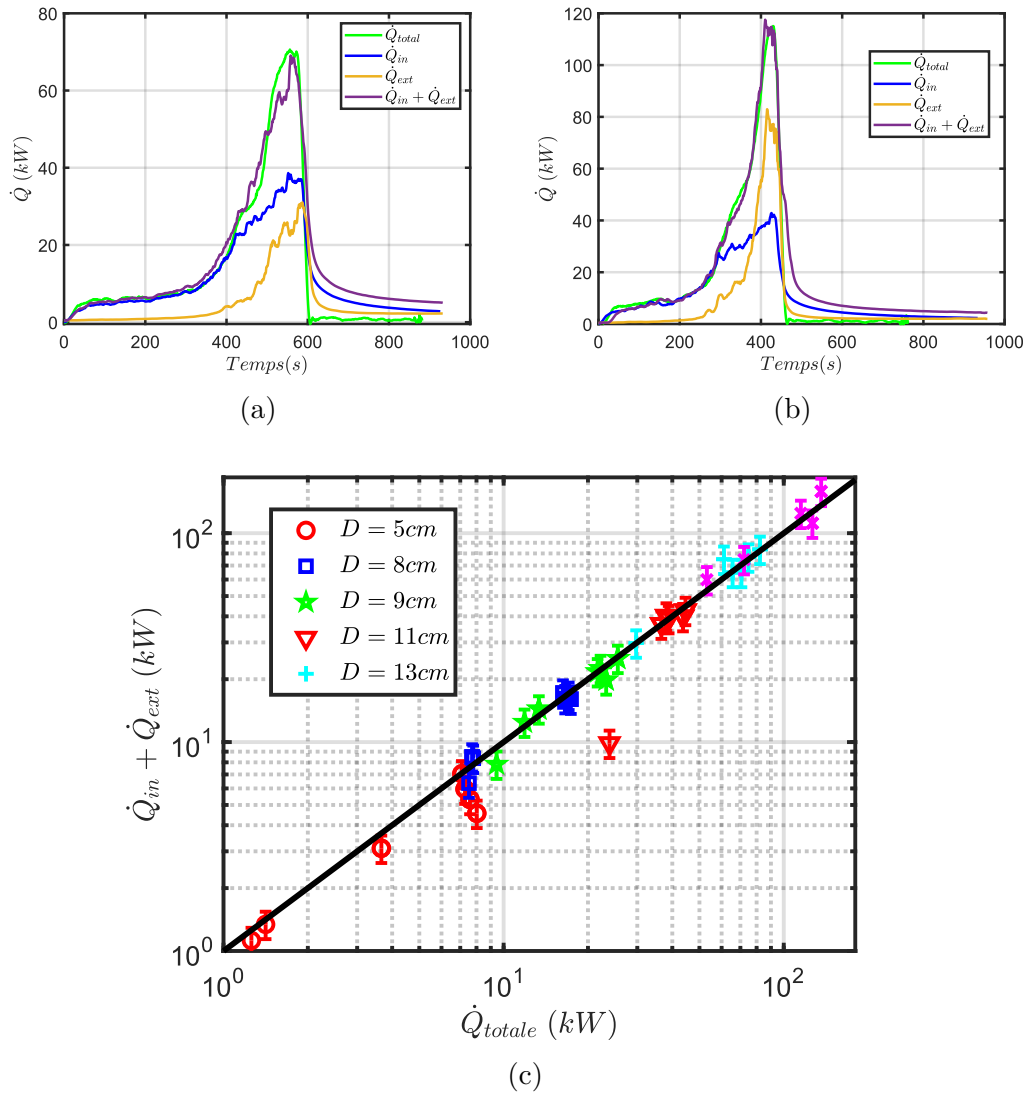 80
60
40
20
0
0 200 400 600 800 1000
Q̇ (kW)
Temps(s)
Q̇total
Q̇in
Q̇ext
Q̇in + Q̇ext
(a)
120
100
80
60
40
20
0
0 200 400 600 800 1000
Q̇ (kW)
Temps(s)
Q̇total
Q̇in
Q̇ext
Q̇in + Q̇ext
(b)
10²
10¹
10⁰
10⁰ 10¹ 10²
Q̇in + Q̇ext (kW)
Q̇totale (kW)
D = 5cm
D = 8cm
D = 9cm
D = 11cm
D = 13cm
(c)